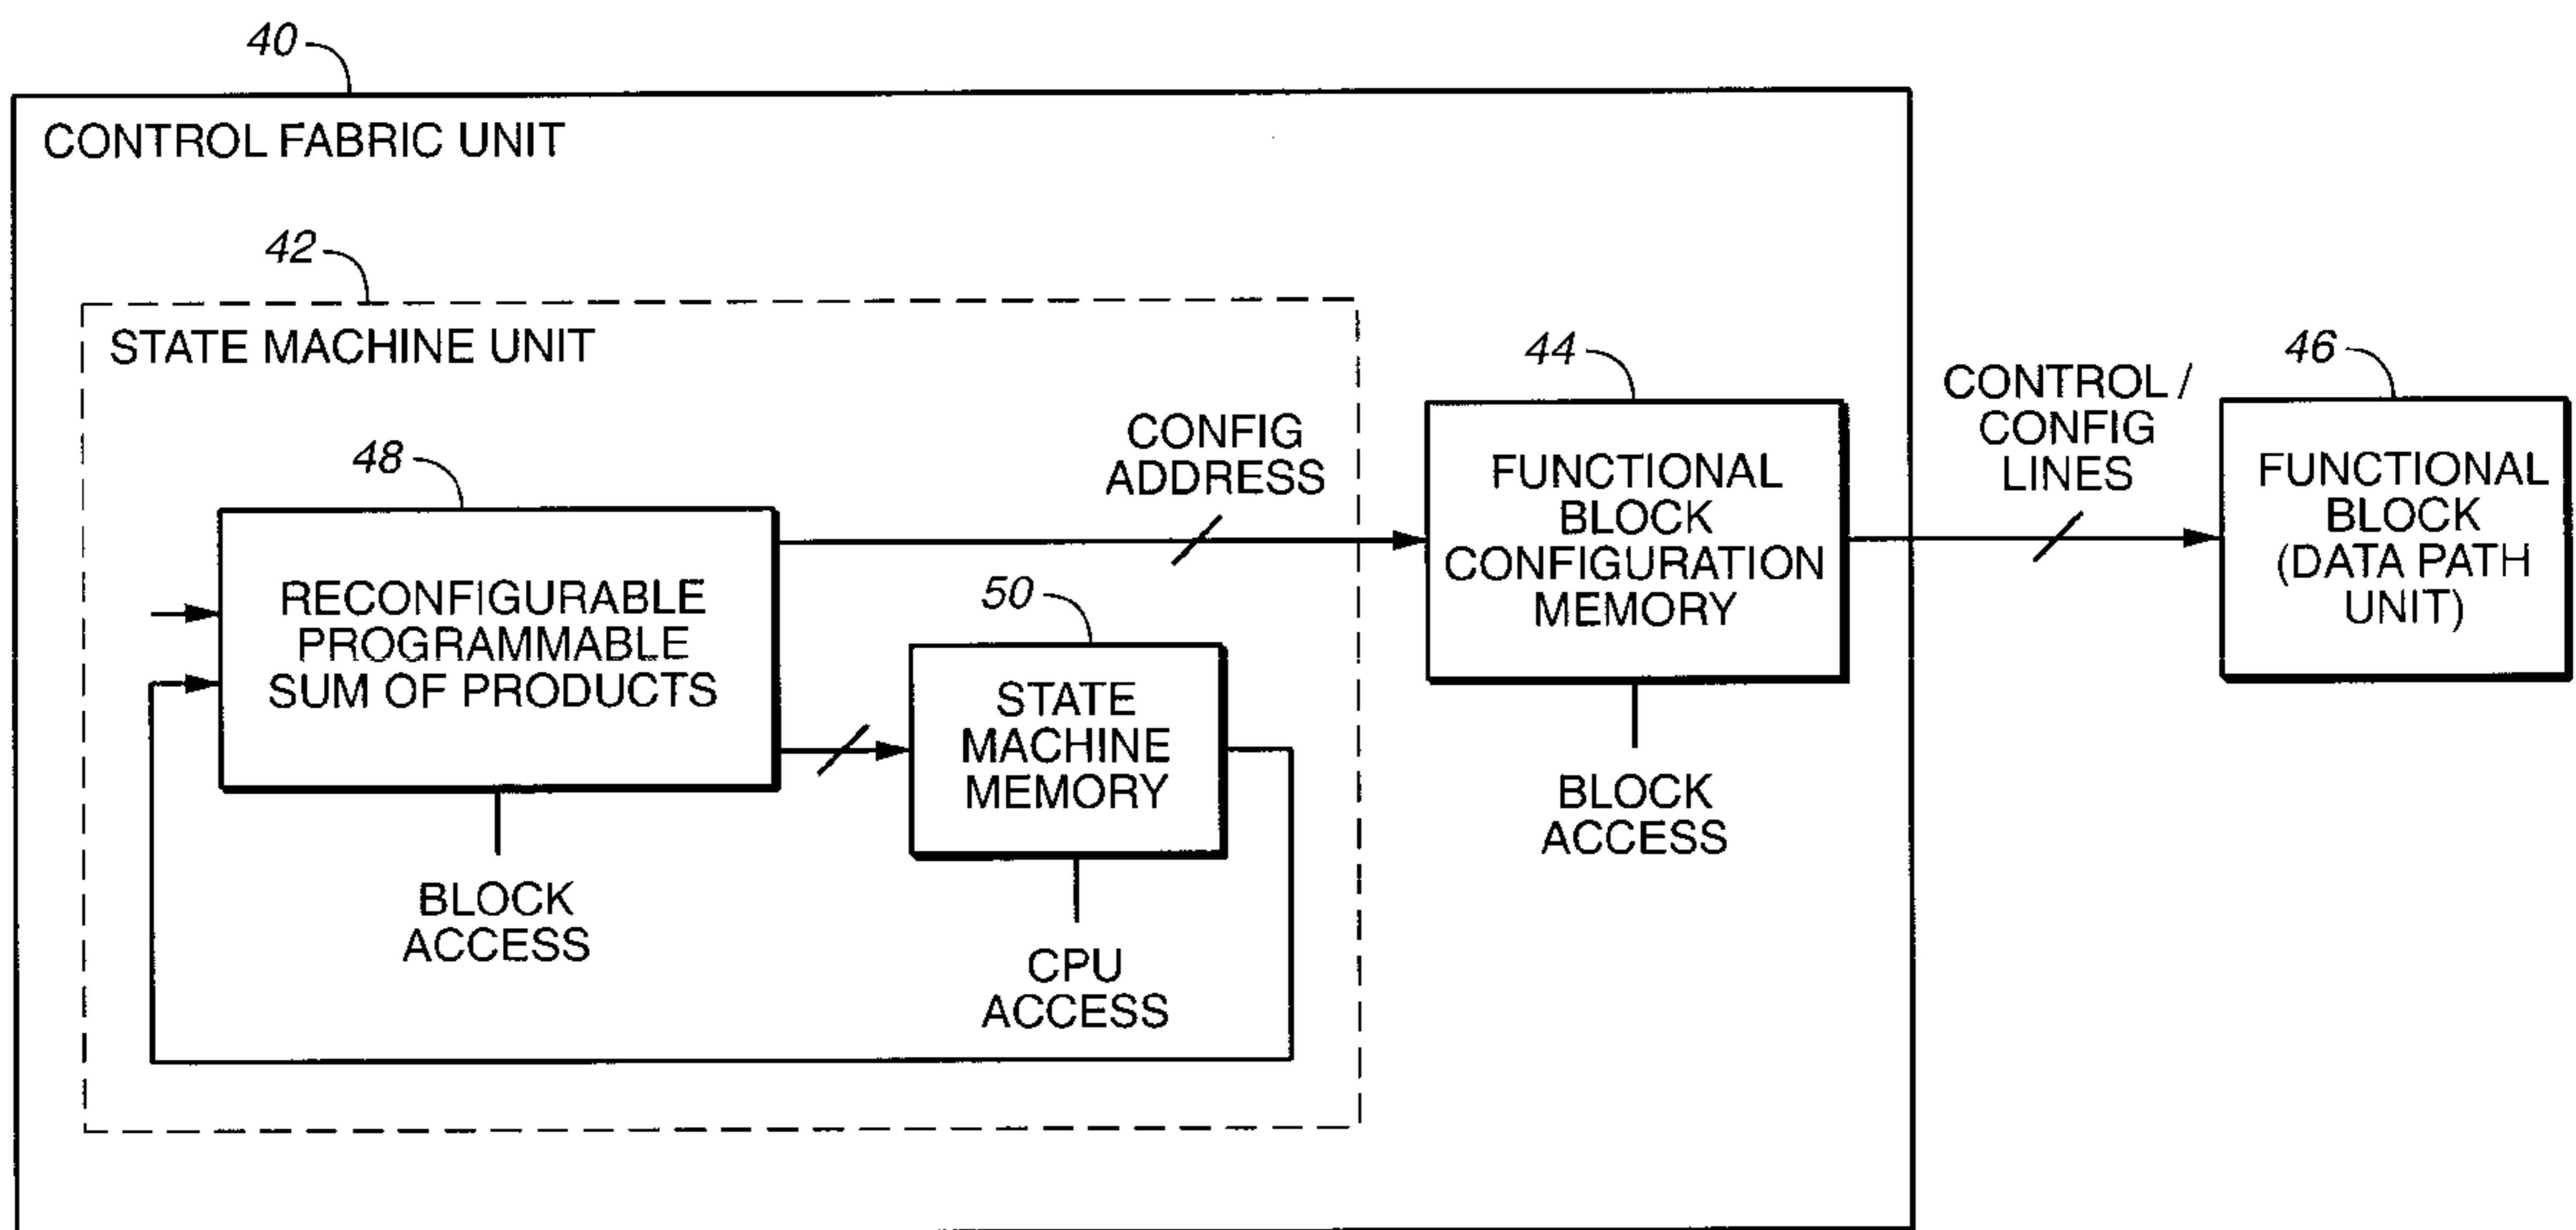 40
CONTROL FABRIC UNIT
42
STATE MACHINE UNIT
48
RECONFIGURABLE
PROGRAMMABLE
SUM OF PRODUCTS
BLOCK
ACCESS
CONFIG
ADDRESS
50
STATE
MACHINE
MEMORY
CPU
ACCESS
44
FUNCTIONAL
BLOCK
CONFIGURATION
MEMORY
BLOCK
ACCESS
CONTROL /
CONFIG
LINES
46
FUNCTIONAL
BLOCK
(DATA PATH
UNIT)